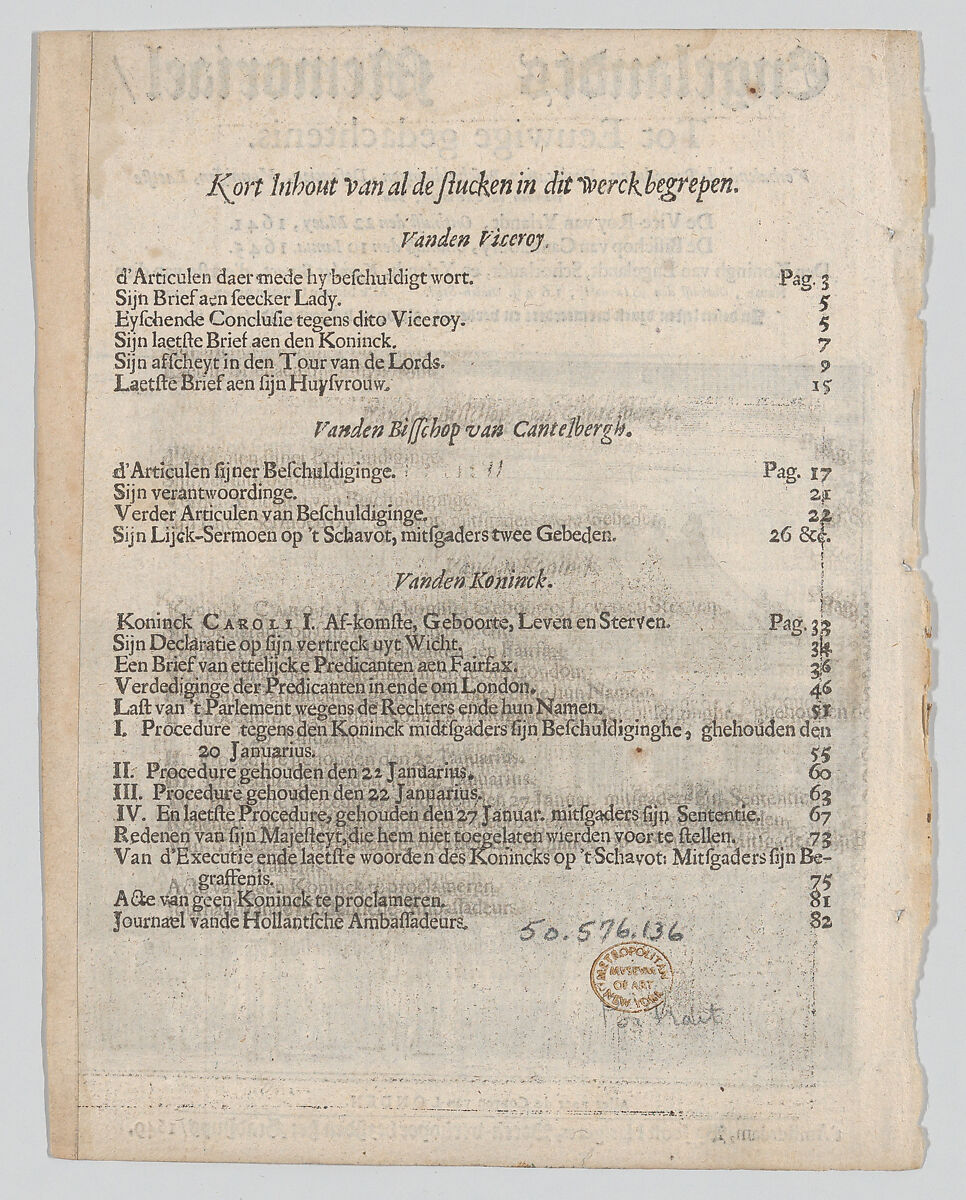 Kort Inhout van al de stucken in dit werck begrepen.
Vanden Viceroy.
d'Articulen daer mede hy beſchuldigt wort. Pag. 3
Sijn Brief aen ſeecker Lady. 5
Eyſchende Concluſie tegens dito Viceroy. 5
Sijn laetſte Brief aen den Koninck. 7
Sijn afſcheyt in den Tour van de Lords. 9
Laetſte Brief aen ſijn Huyſvrouw. 15
Vanden Biſſchop van Cantelbergh.
d'Articulen ſijner Beſchuldiginge. Pag. 17
Sijn verantwoordinge. 21
Verder Articulen van Beſchuldiginge. 22
Sijn Lijck-Sermoen op 't Schavot, mitſgaders twee Gebeden. 26 &c.
Vanden Koninck.
Koninck CAROLI I. Af-komſte, Geboorte, Leven en Sterven. Pag. 33
Sijn Declaratie op ſijn vertreck uyt Wicht. 34
Een Brief van ettelijcke Predicanten aen Fairfax. 36
Verdediginge der Predicanten in ende om London. 46
Laſt van 't Parlement wegens de Rechters ende hun Namen. 51
I. Procedure tegens den Koninck midtſgaders ſijn Beſchuldiginghe, ghehouden den
20 Januarius. 55
II. Procedure gehouden den 22 Januarius. 60
III. Procedure gehouden den 22 Januarius. 63
IV. En laetſte Procedure, gehouden den 27 Januar. mitſgaders ſijn Sententie. 67
Redenen van ſijn Majeſteyt, die hem niet toegelaten wierden voor te ſtellen. 73
Van d'Executie ende laetſte woorden des Konincks op 't Schavot: Mitſgaders ſijn Be-
graffenis. 75
Acte van geen Koninck te proclameren. 81
Journael vande Hollantſche Ambaſſadeurs. 82
50.576.136
METROPOLITAN
MUSEUM
OF ART
NEW YORK